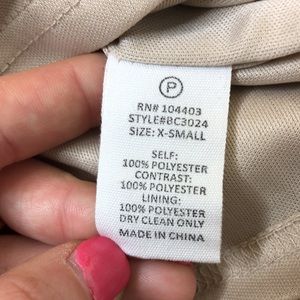 P
RN# 104403
STYLE#BC3024
SIZE: X-SMALL
SELF:
100% POLYESTER
CONTRAST:
100% POLYESTER
LINING:
100% POLYESTER
DRY CLEAN ONLY
MADE IN CHINA